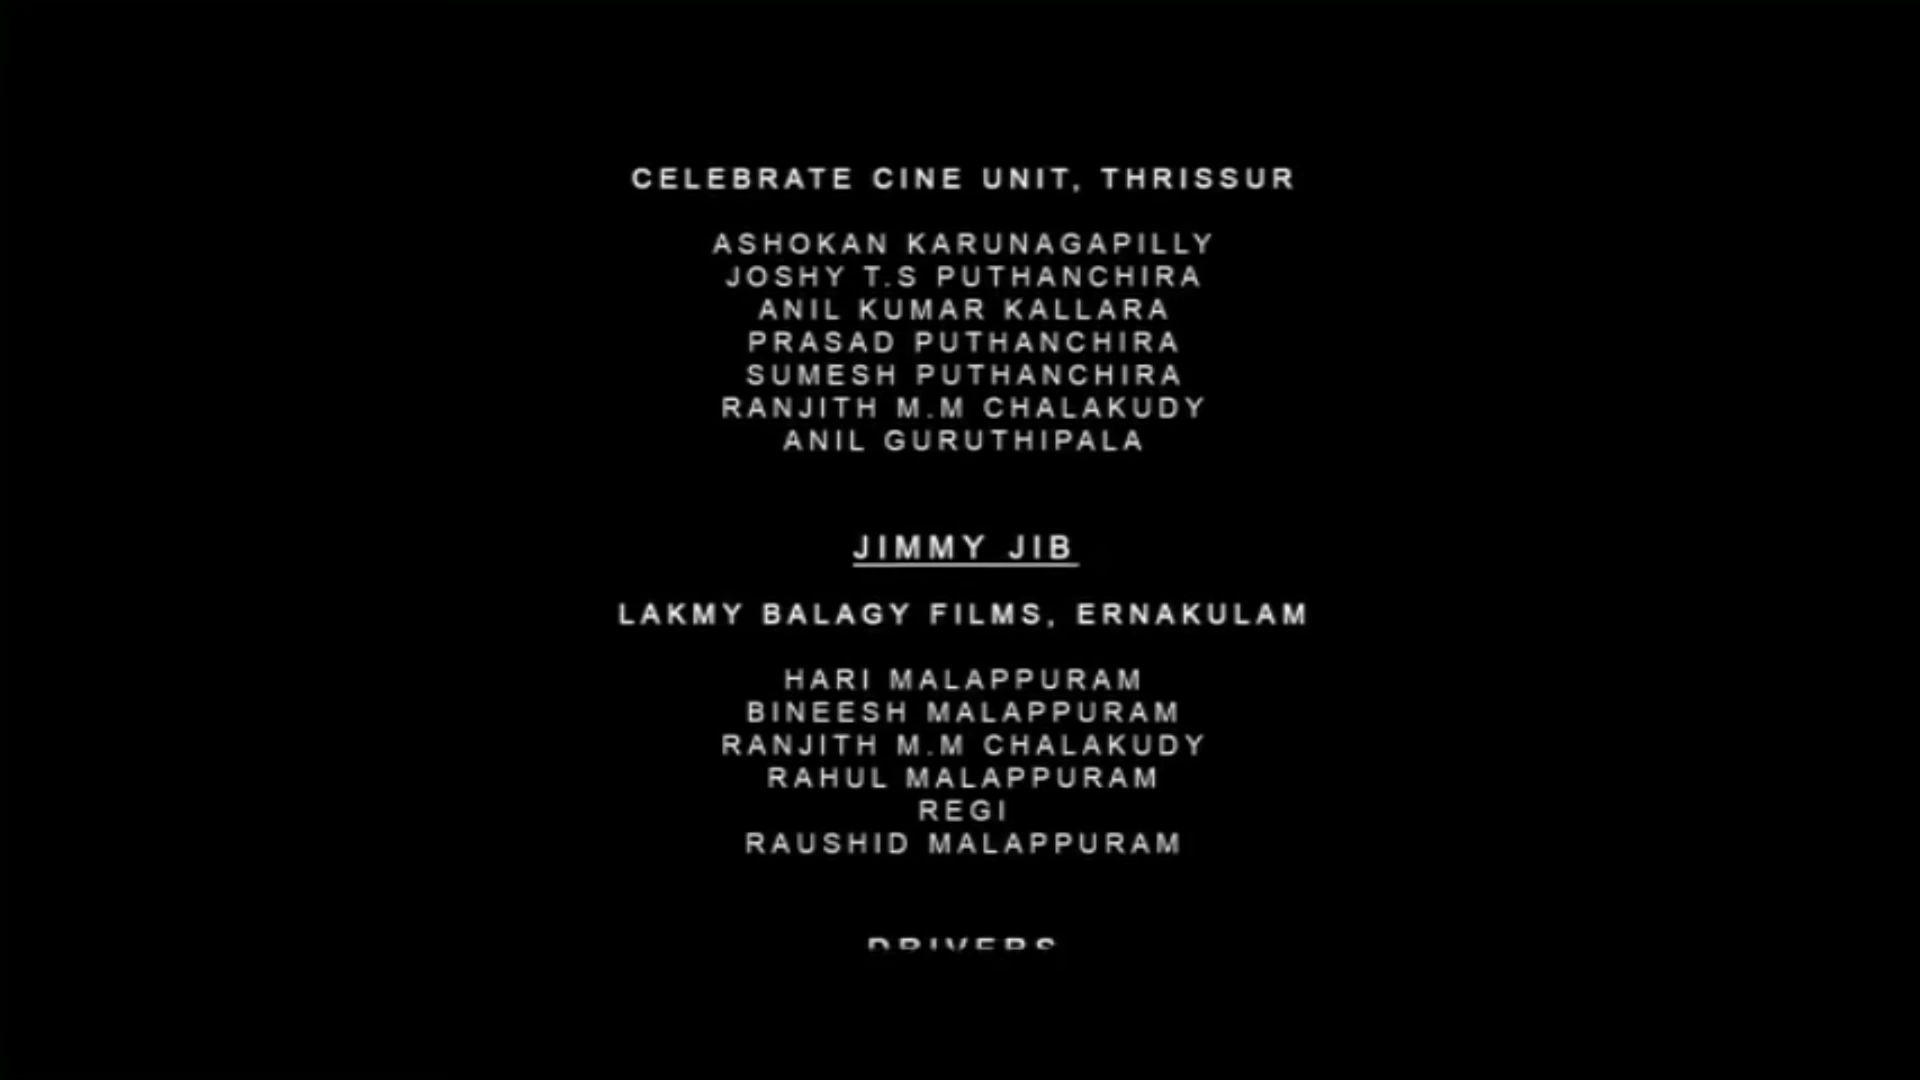 CELEBRATE CINE UNIT, THRISSUR
ASHOKAN KARUNAGAPILLY
JOSHY T.S PUTHANCHIRA
ANIL KUMAR KALLARA
PRASAD PUTHANCHIRA
SUMESH PUTHANCHIRA
RANJITH M.M CHALAKUDY
ANIL GURUTHIPALA
JIMMY JIB
LAKMY BALAGY FILMS, ERNAKULAM
HARI MALAPPURAM
BINEESH MALAPPURAM
RANJITH M.M CHALAKUDY
RAHUL MALAPPURAM
REGI
RAUSHID MALAPPURAM
DRIVERS